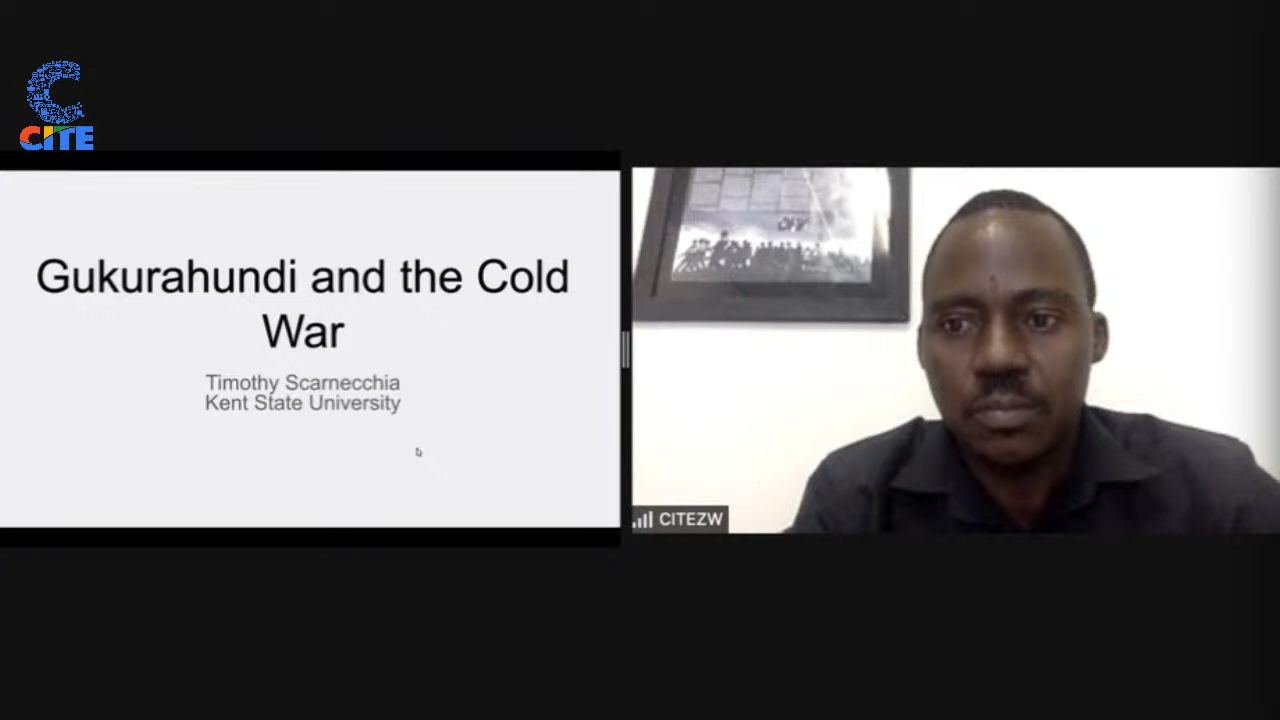 CITE
Gukurahundi and the Cold
War
Timothy Scarnecchia
Kent State University
CITEZW